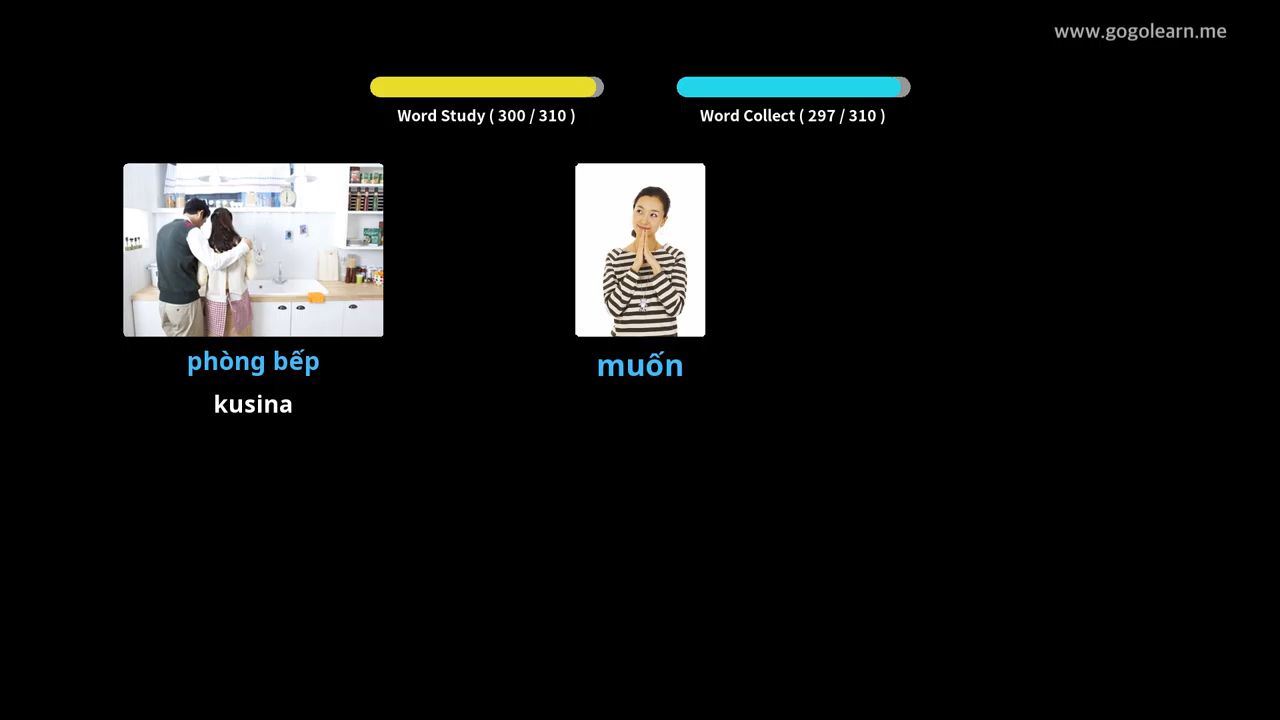 www.gogolearn.me
Word Study ( 300 / 310 )
Word Collect ( 297 / 310 )
phòng bếp
kusina
muốn